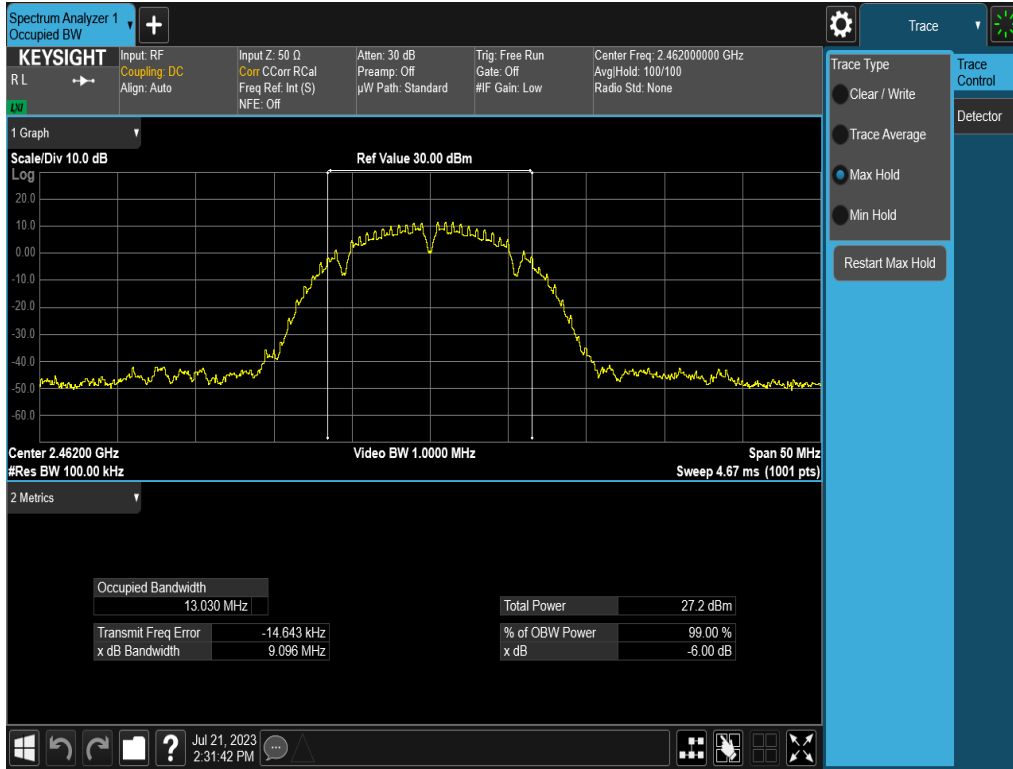 Spectrum Analyzer 1
Occupied BW
+
Trace
KEYSIGHT
R L
LXI
Input: RF
Coupling: DC
Align: Auto
Input Z: 50 Ω
Corr CCorr RCal
Freq Ref: Int (S)
NFE: Off
Atten: 30 dB
Preamp: Off
µW Path: Standard
Trig: Free Run
Gate: Off
#IF Gain: Low
Center Freq: 2.462000000 GHz
Avg|Hold: 100/100
Radio Std: None
Trace Type
Clear / Write
Trace Average
Max Hold
Min Hold
Restart Max Hold
Trace
Control
Detector
1 Graph
Scale/Div 10.0 dB
Ref Value 30.00 dBm
Log
20.0
10.0
0.00
-10.0
-20.0
-30.0
-40.0
-50.0
-60.0
Center 2.46200 GHz
Video BW 1.0000 MHz
Span 50 MHz
#Res BW 100.00 kHz
Sweep 4.67 ms (1001 pts)
2 Metrics
Occupied Bandwidth
13.030 MHz
Total Power 27.2 dBm
Transmit Freq Error -14.643 kHz
% of OBW Power 99.00 %
x dB Bandwidth 9.096 MHz
x dB -6.00 dB
?
Jul 21, 2023
2:31:42 PM